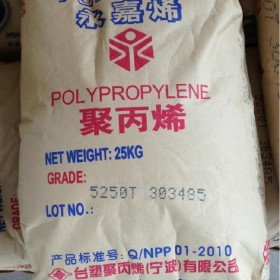 永嘉烯
POLYPROPYLENE
聚丙烯
NET WEIGHT: 25KG
GRADE:
5250T 303485
LOT NO.:
产品标准号: Q/NPP 01-2010
台塑聚丙烯(宁波)有限公司